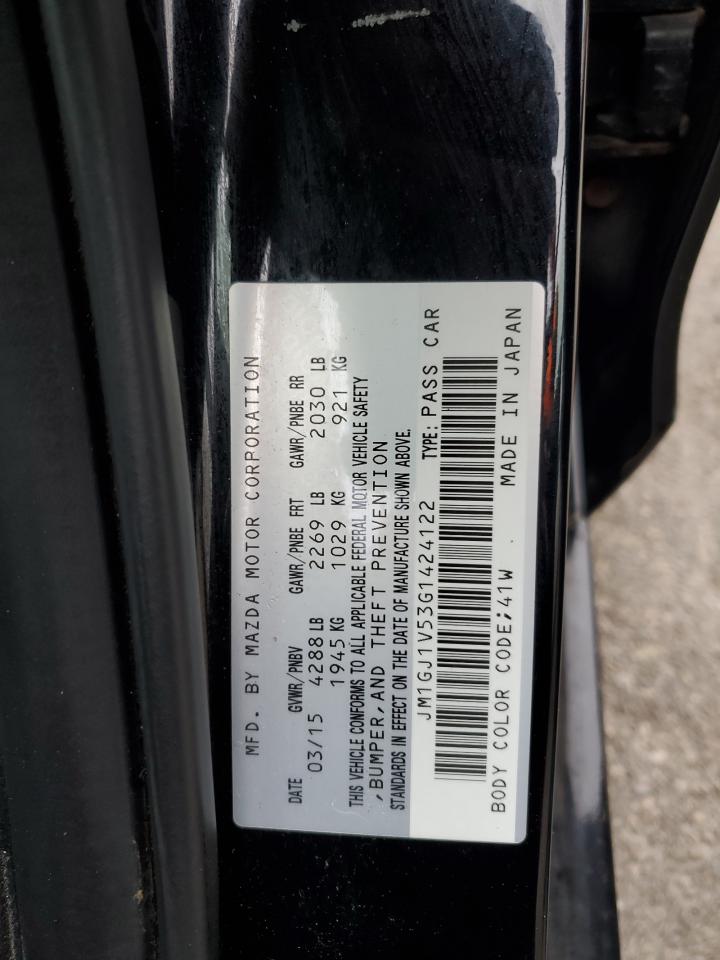 MFD. BY MAZDA MOTOR CORPORATION
DATE GVWR/PNBV GAWR/PNBE FRT GAWR/PNBE RR
03/15 4288 LB 2269 LB 2030 LB
1945 KG 1029 KG 921 KG
THIS VEHICLE CONFORMS TO ALL APPLICABLE FEDERAL MOTOR VEHICLE SAFETY
,BUMPER,AND THEFT PREVENTION
STANDARDS IN EFFECT ON THE DATE OF MANUFACTURE SHOWN ABOVE.
JM1GJ1V53G1424122 TYPE: PASS CAR
BODY COLOR CODE;41W MADE IN JAPAN